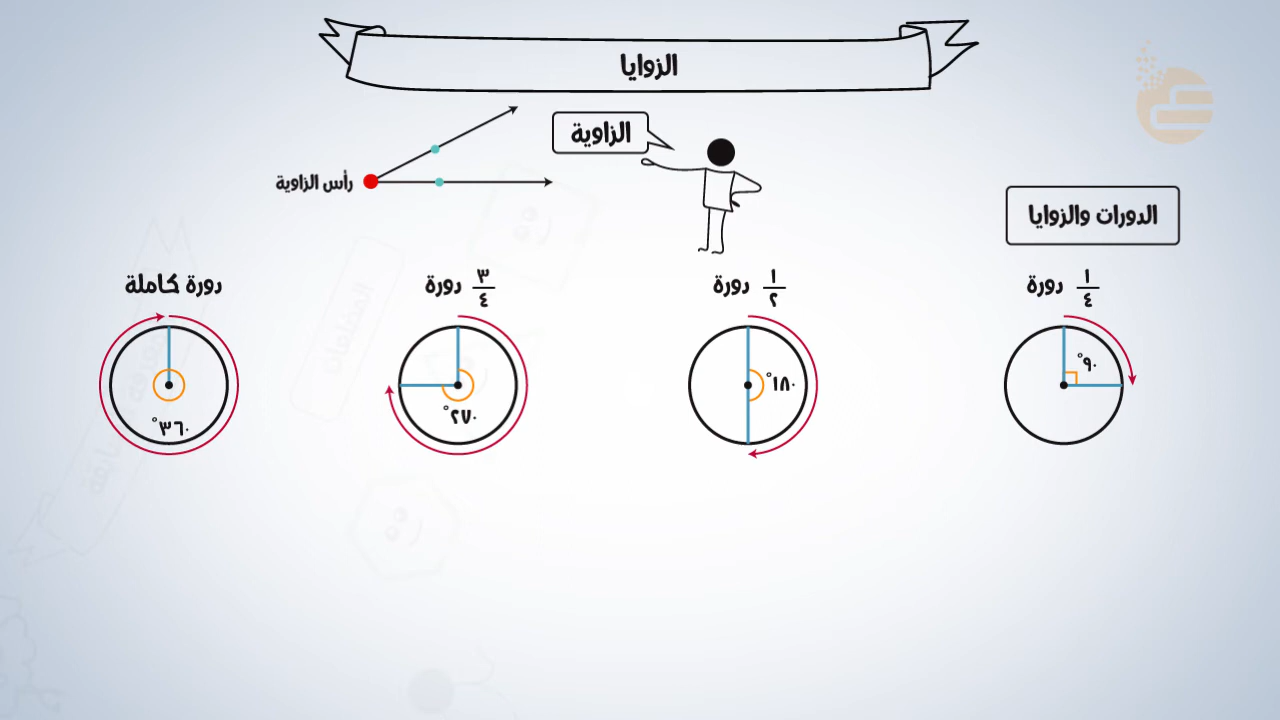 الزوايا
الزاوية
رأس الزاوية
الدورات والزوايا
١/٤ دورة
١/٢ دورة
٣/٤ دورة
دورة كاملة
٩٠°
١٨٠°
٢٧٠°
٣٦٠°